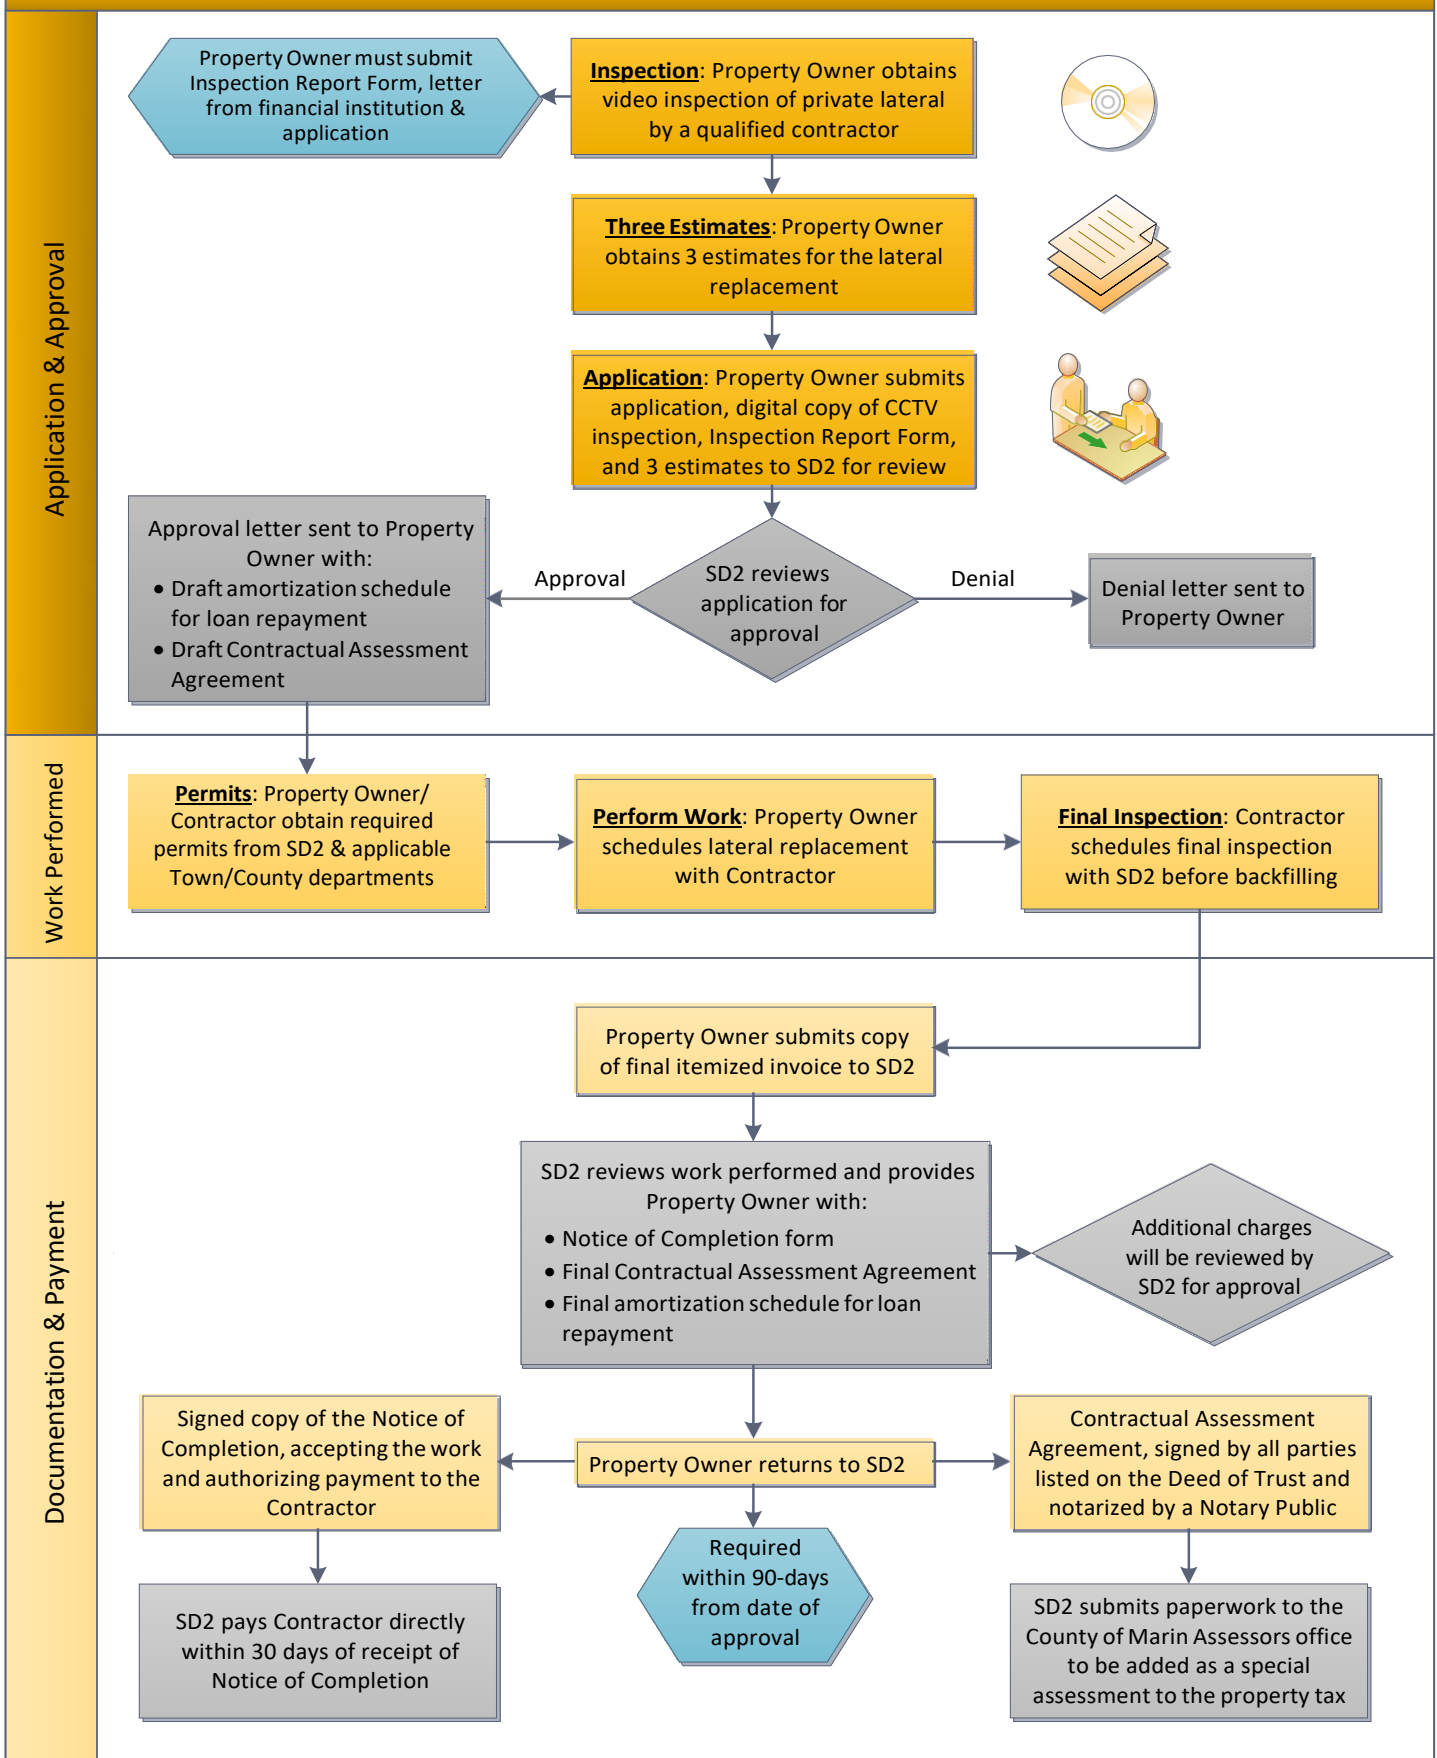 Application & Approval
Property Owner must submit
Inspection Report Form, letter
from financial institution &
application
Inspection: Property Owner obtains
video inspection of private lateral
by a qualified contractor
Three Estimates: Property Owner
obtains 3 estimates for the lateral
replacement
Application: Property Owner submits
application, digital copy of CCTV
inspection, Inspection Report Form,
and 3 estimates to SD2 for review
Approval letter sent to Property
Owner with:
• Draft amortization schedule
for loan repayment
• Draft Contractual Assessment
Agreement
Approval
SD2 reviews
application for
approval
Denial
Denial letter sent to
Property Owner
Work Performed
Permits: Property Owner/
Contractor obtain required
permits from SD2 & applicable
Town/County departments
Perform Work: Property Owner
schedules lateral replacement
with Contractor
Final Inspection: Contractor
schedules final inspection
with SD2 before backfilling
Documentation & Payment
Property Owner submits copy
of final itemized invoice to SD2
SD2 reviews work performed and provides
Property Owner with:
• Notice of Completion form
• Final Contractual Assessment Agreement
• Final amortization schedule for loan
repayment
Additional charges
will be reviewed by
SD2 for approval
Signed copy of the Notice of
Completion, accepting the work
and authorizing payment to the
Contractor
Property Owner returns to SD2
Contractual Assessment
Agreement, signed by all parties
listed on the Deed of Trust and
notarized by a Notary Public
SD2 pays Contractor directly
within 30 days of receipt of
Notice of Completion
Required
within 90-days
from date of
approval
SD2 submits paperwork to the
County of Marin Assessors office
to be added as a special
assessment to the property tax